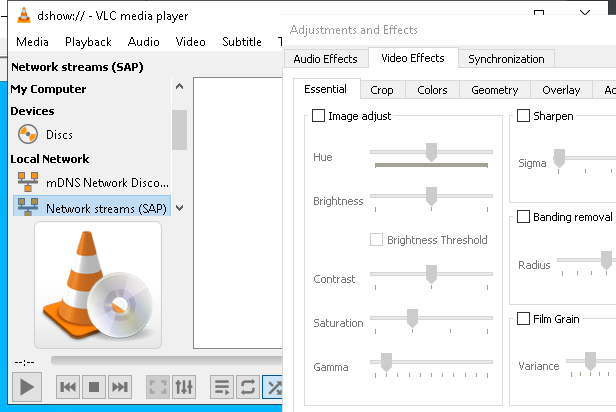 dshow:// - VLC media player
Media Playback Audio Video Subtitle T
Network streams (SAP)
My Computer
Devices
Discs
Local Network
mDNS Network Disco...
Network streams (SAP)
--:--
Adjustments and Effects
Audio Effects Video Effects Synchronization
Essential Crop Colors Geometry Overlay
Image adjust
Hue
Brightness
Brightness Threshold
Contrast
Saturation
Gamma
Sharpen
Sigma
Banding removal
Radius
Film Grain
Variance